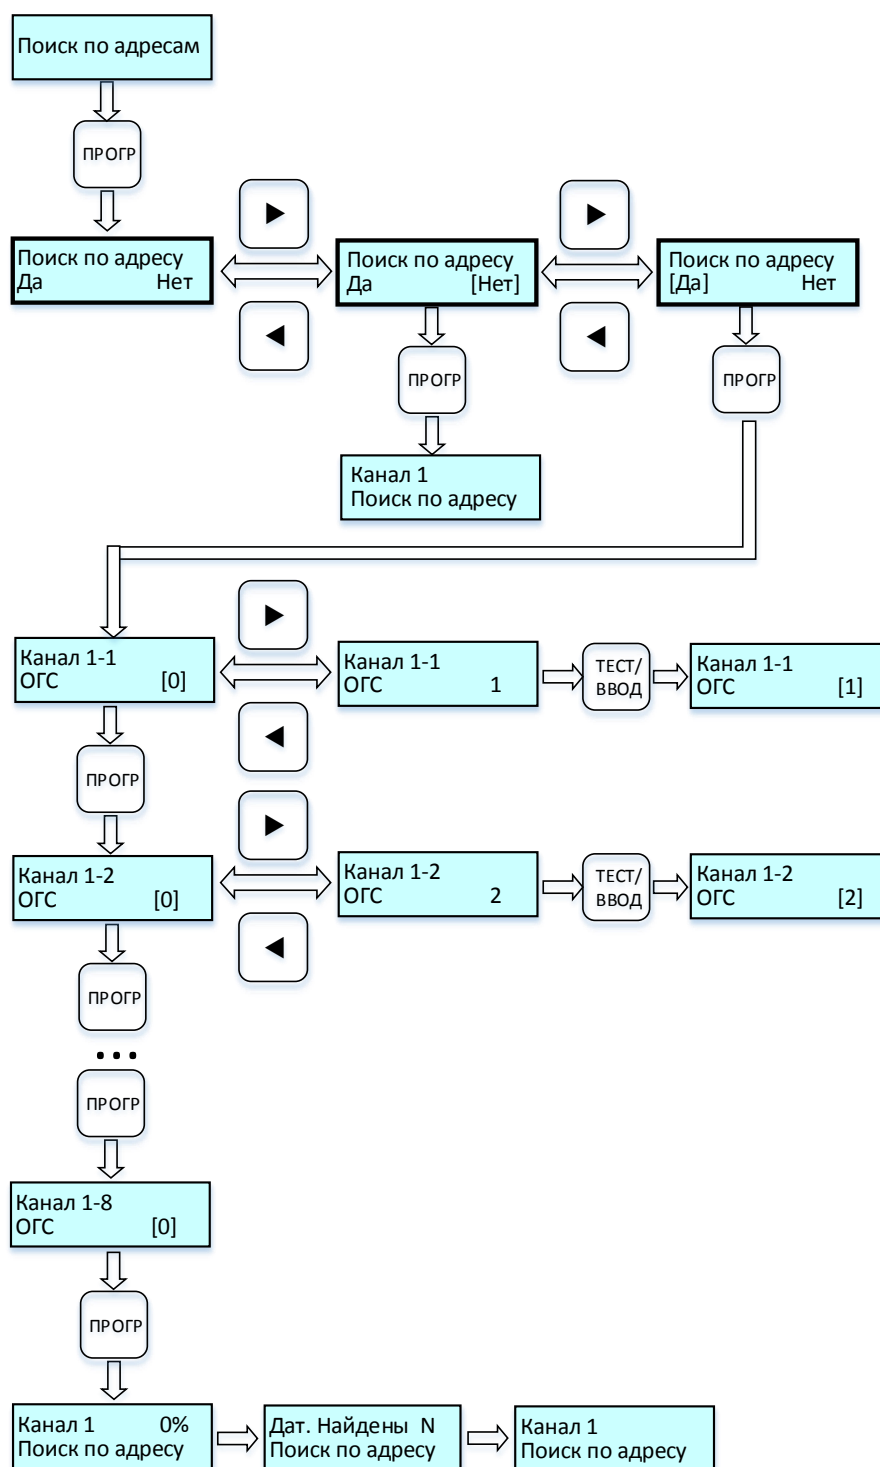 Поиск по адресам
ПРОГР
Поиск по адресу
Да Нет
Поиск по адресу
Да [Нет]
Поиск по адресу
[Да] Нет
ПРОГР
ПРОГР
Канал 1
Поиск по адресу
Канал 1-1
ОГС [0]
Канал 1-1
ОГС 1
ТЕСТ/
ВВОД
Канал 1-1
ОГС [1]
ПРОГР
Канал 1-2
ОГС [0]
Канал 1-2
ОГС 2
ТЕСТ/
ВВОД
Канал 1-2
ОГС [2]
ПРОГР
...
ПРОГР
Канал 1-8
ОГС [0]
ПРОГР
Канал 1 0%
Поиск по адресу
Дат. Найдены N
Поиск по адресу
Канал 1
Поиск по адресу